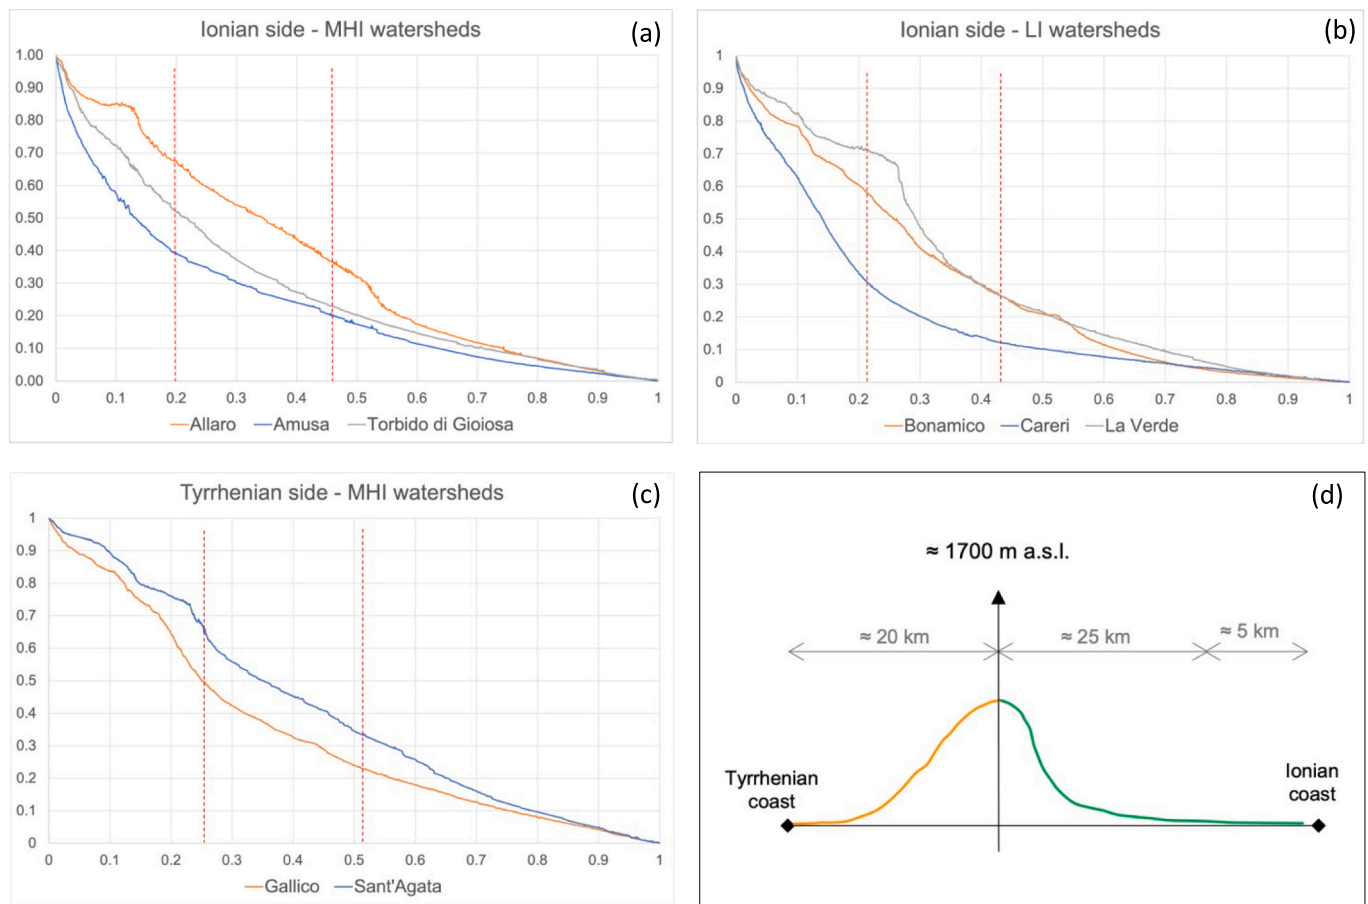 Ionian side - MHI watersheds
(a)
1.00
0.90
0.80
0.70
0.60
0.50
0.40
0.30
0.20
0.10
0.00
0 0.1 0.2 0.3 0.4 0.5 0.6 0.7 0.8 0.9 1
Allaro Amusa Torbido di Gioiosa
Ionian side - LI watersheds
(b)
1
0.9
0.8
0.7
0.6
0.5
0.4
0.3
0.2
0.1
0
0 0.1 0.2 0.3 0.4 0.5 0.6 0.7 0.8 0.9 1
Bonamico Careri La Verde
Tyrrhenian side - MHI watersheds
(c)
1
0.9
0.8
0.7
0.6
0.5
0.4
0.3
0.2
0.1
0
0 0.1 0.2 0.3 0.4 0.5 0.6 0.7 0.8 0.9 1
Gallico Sant'Agata
(d)
≈ 1700 m a.s.l.
≈ 20 km ≈ 25 km ≈ 5 km
Tyrrhenian
coast
Ionian
coast